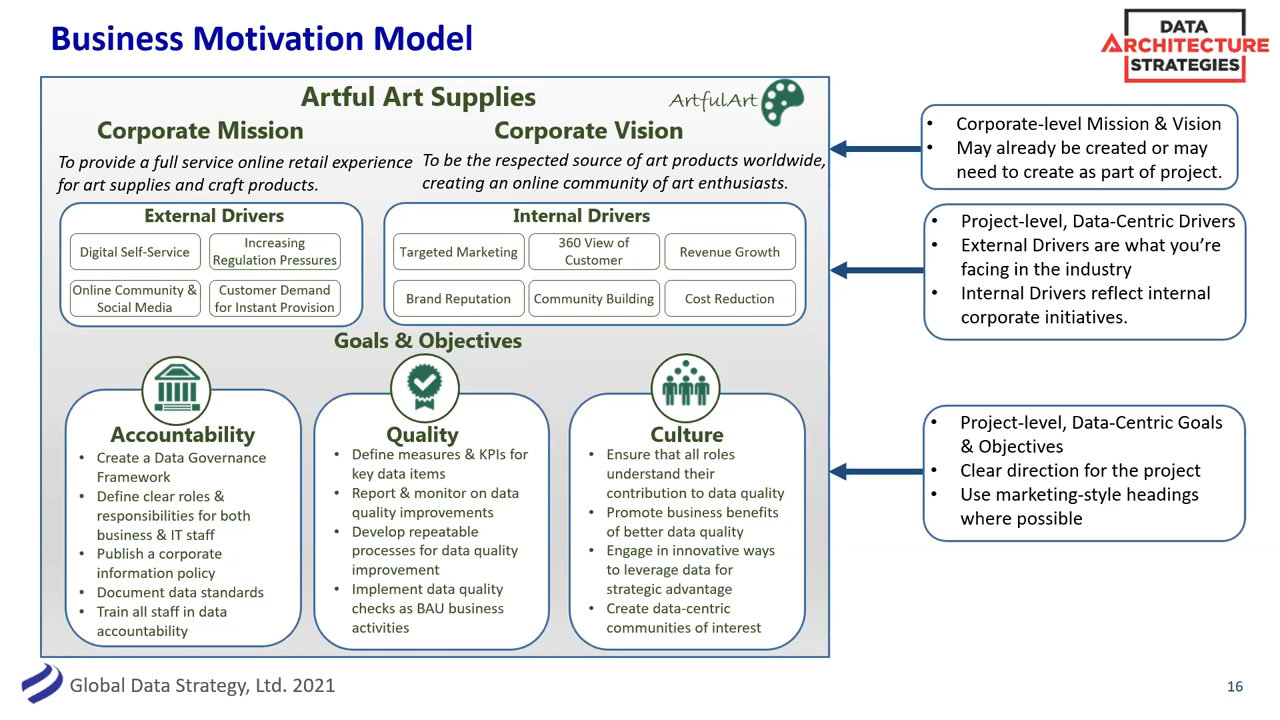 Business Motivation Model
DATA
ARCHITECTURE
STRATEGIES
Artful Art Supplies
ArtfulArt
Corporate Mission
To provide a full service online retail experience
for art supplies and craft products.
Corporate Vision
To be the respected source of art products worldwide,
creating an online community of art enthusiasts.
External Drivers
Digital Self-Service
Increasing
Regulation Pressures
Online Community &
Social Media
Customer Demand
for Instant Provision
Internal Drivers
Targeted Marketing
360 View of
Customer
Revenue Growth
Brand Reputation
Community Building
Cost Reduction
Goals & Objectives
Accountability
• Create a Data Governance
Framework
• Define clear roles &
responsibilities for both
business & IT staff
• Publish a corporate
information policy
• Document data standards
• Train all staff in data
accountability
Quality
• Define measures & KPIs for
key data items
• Report & monitor on data
quality improvements
• Develop repeatable
processes for data quality
improvement
• Implement data quality
checks as BAU business
activities
Culture
• Ensure that all roles
understand their
contribution to data quality
• Promote business benefits
of better data quality
• Engage in innovative ways
to leverage data for
strategic advantage
• Create data-centric
communities of interest
• Corporate-level Mission & Vision
• May already be created or may
need to create as part of project.
• Project-level, Data-Centric Drivers
• External Drivers are what you're
facing in the industry
• Internal Drivers reflect internal
corporate initiatives.
• Project-level, Data-Centric Goals
& Objectives
• Clear direction for the project
• Use marketing-style headings
where possible
Global Data Strategy, Ltd. 2021
16